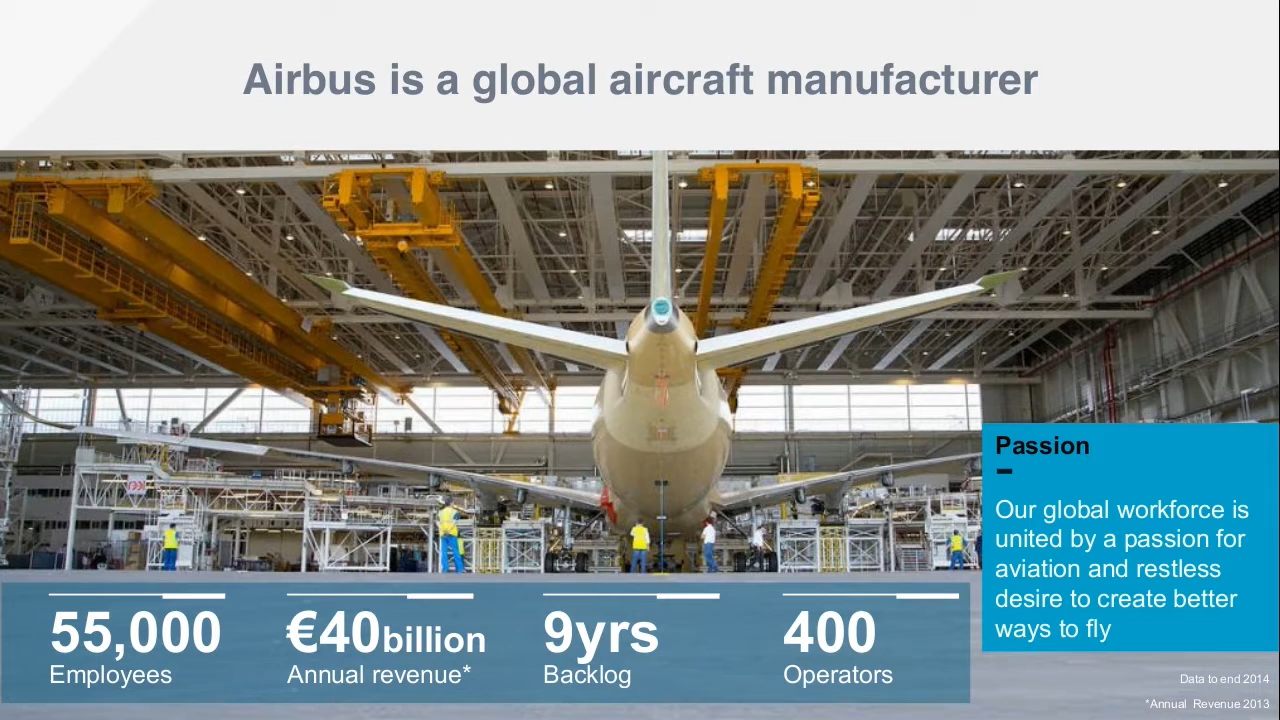 Airbus is a global aircraft manufacturer
Passion
Our global workforce is
united by a passion for
aviation and restless
desire to create better
ways to fly
55,000
Employees
€40billion
Annual revenue*
9yrs
Backlog
400
Operators
Data to end 2014
*Annual Revenue 2013